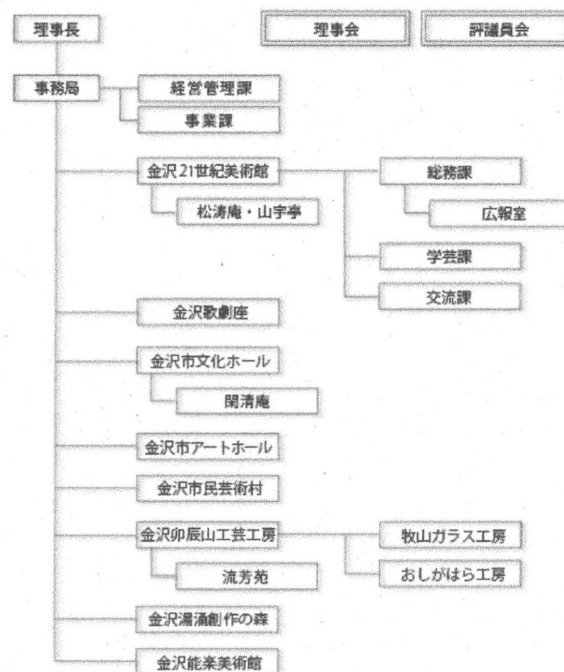 理事長
理事会
評議員会
事務局
経営管理課
事業課
金沢21世紀美術館
総務課
松涛庵・山宇亭
広報室
学芸課
交流課
金沢歌劇座
金沢市文化ホール
閑清庵
金沢市アートホール
金沢市民芸術村
金沢卯辰山工芸工房
牧山ガラス工房
流芳苑
おしがはら工房
金沢湯涌創作の森
金沢能楽美術館